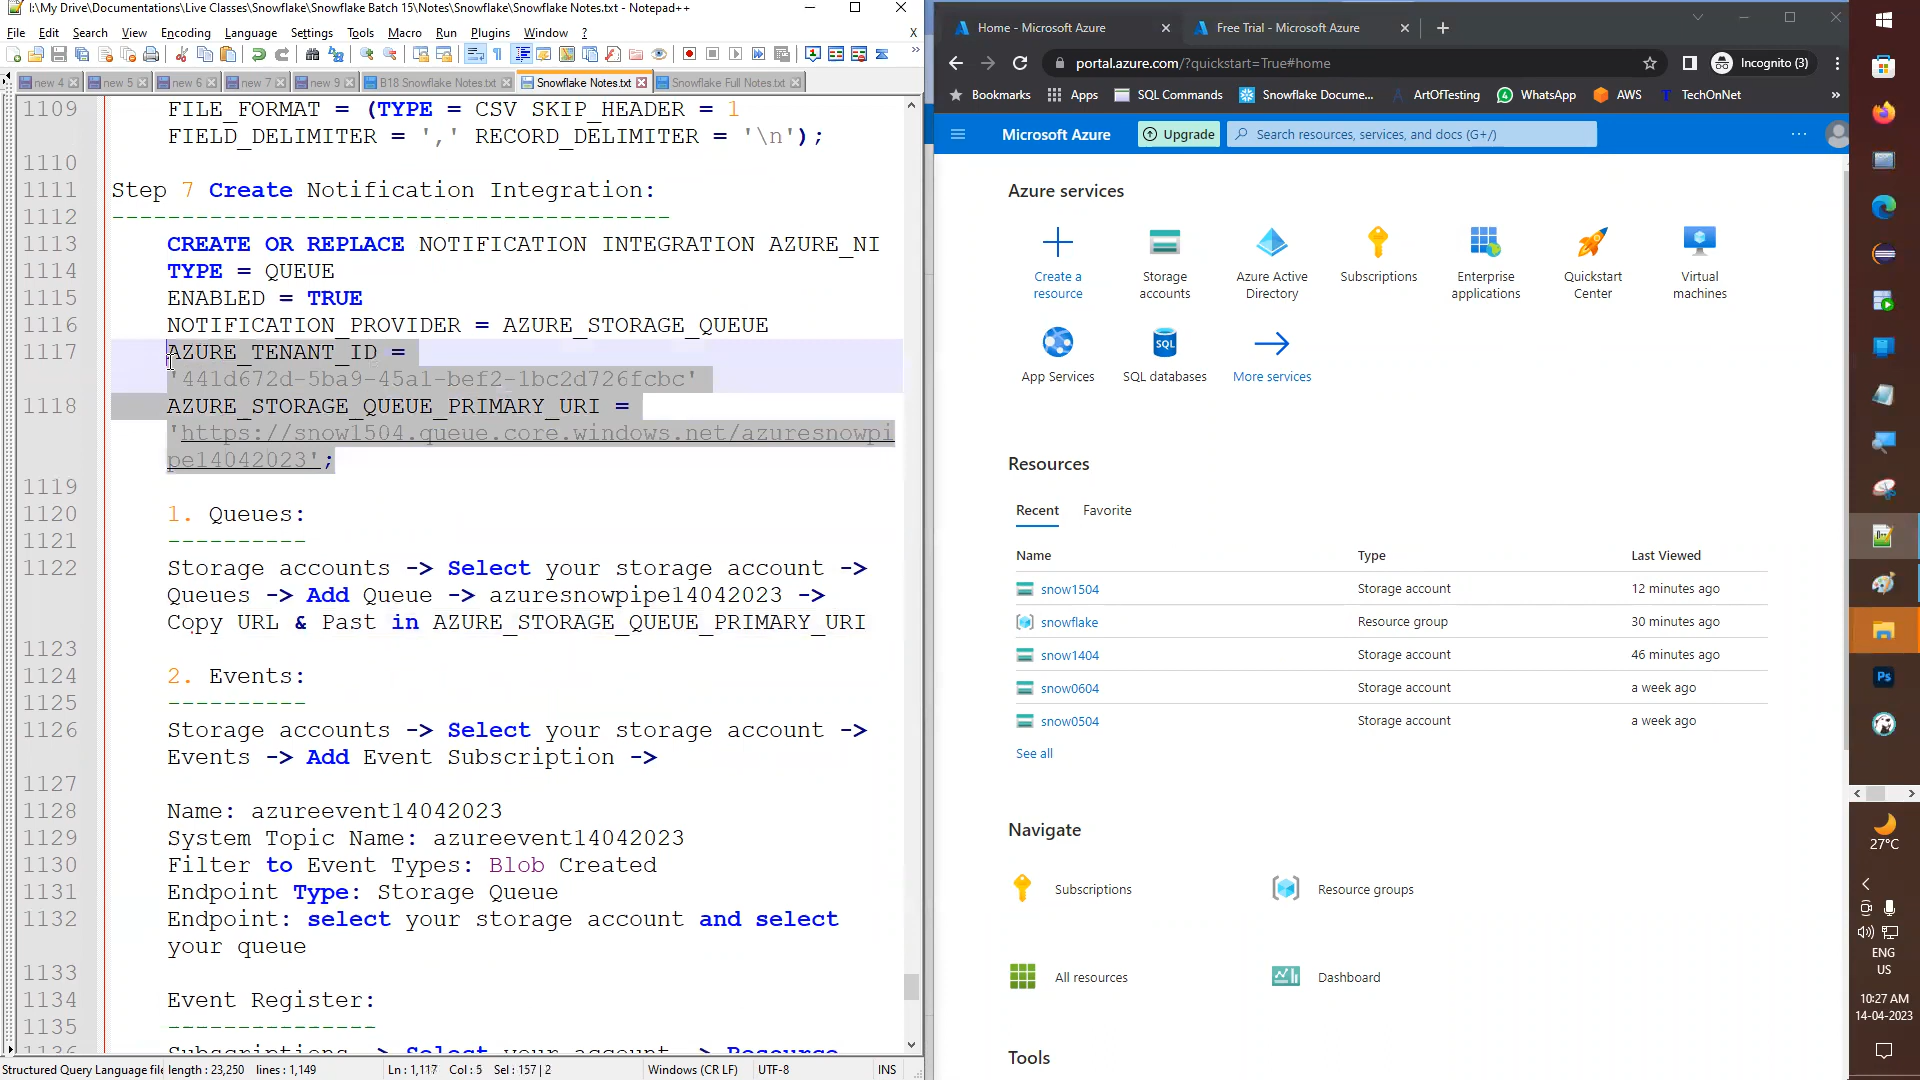 I:\My Drive\Documentations\Live Classes\Snowflake\Snowflake Batch 15\Notes\Snowflake\Snowflake Notes.txt - Notepad++
File Edit Search View Encoding Language Settings Tools Macro Run Plugins Window ? X
new 4 new 5 new 6 new 7 new 9 B18 Snowflake Notes.txt Snowflake Notes.txt Snowflake Full Notes.txt
1109 FILE_FORMAT = (TYPE = CSV SKIP_HEADER = 1
FIELD_DELIMITER = ',' RECORD_DELIMITER = '\n');
1110
1111 Step 7 Create Notification Integration:
1112 ----------------------------------------
1113 CREATE OR REPLACE NOTIFICATION INTEGRATION AZURE_NI
1114 TYPE = QUEUE
1115 ENABLED = TRUE
1116 NOTIFICATION_PROVIDER = AZURE_STORAGE_QUEUE
1117 AZURE_TENANT_ID =
'441d672d-5ba9-45a1-bef2-1bc2d726fcbc'
1118 AZURE_STORAGE_QUEUE_PRIMARY_URI =
'https://snow1504.queue.core.windows.net/azuresnowpi
pe14042023';
1119
1120 1. Queues:
1121 ----------
1122 Storage accounts -> Select your storage account ->
Queues -> Add Queue -> azuresnowpipe14042023 ->
Copy URL & Past in AZURE_STORAGE_QUEUE_PRIMARY_URI
1123
1124 2. Events:
1125 ----------
1126 Storage accounts -> Select your storage account ->
Events -> Add Event Subscription ->
1127
1128 Name: azureevent14042023
1129 System Topic Name: azureevent14042023
1130 Filter to Event Types: Blob Created
1131 Endpoint Type: Storage Queue
1132 Endpoint: select your storage account and select
your queue
1133
1134 Event Register:
1135 ---------------
1136 Subscriptions -> Select your account -> Resource
Structured Query Language file length : 23,250 lines : 1,149 Ln : 1,117 Col : 5 Sel : 157 | 2 Windows (CR LF) UTF-8 INS
Home - Microsoft Azure
Free Trial - Microsoft Azure
portal.azure.com/?quickstart=True#home
Incognito (3)
Bookmarks Apps SQL Commands Snowflake Docume... ArtOfTesting WhatsApp AWS TechOnNet »
Microsoft Azure Upgrade Search resources, services, and docs (G+/) ...
Azure services
Create a resource
Storage accounts
Azure Active Directory
Subscriptions
Enterprise applications
Quickstart Center
Virtual machines
App Services
SQL databases
More services
Resources
Recent Favorite
Name Type Last Viewed
snow1504 Storage account 12 minutes ago
snowflake Resource group 30 minutes ago
snow1404 Storage account 46 minutes ago
snow0604 Storage account a week ago
snow0504 Storage account a week ago
See all
Navigate
Subscriptions Resource groups
All resources Dashboard
Tools
SQL
Ps
27°C
ENG
US
10:27 AM
14-04-2023